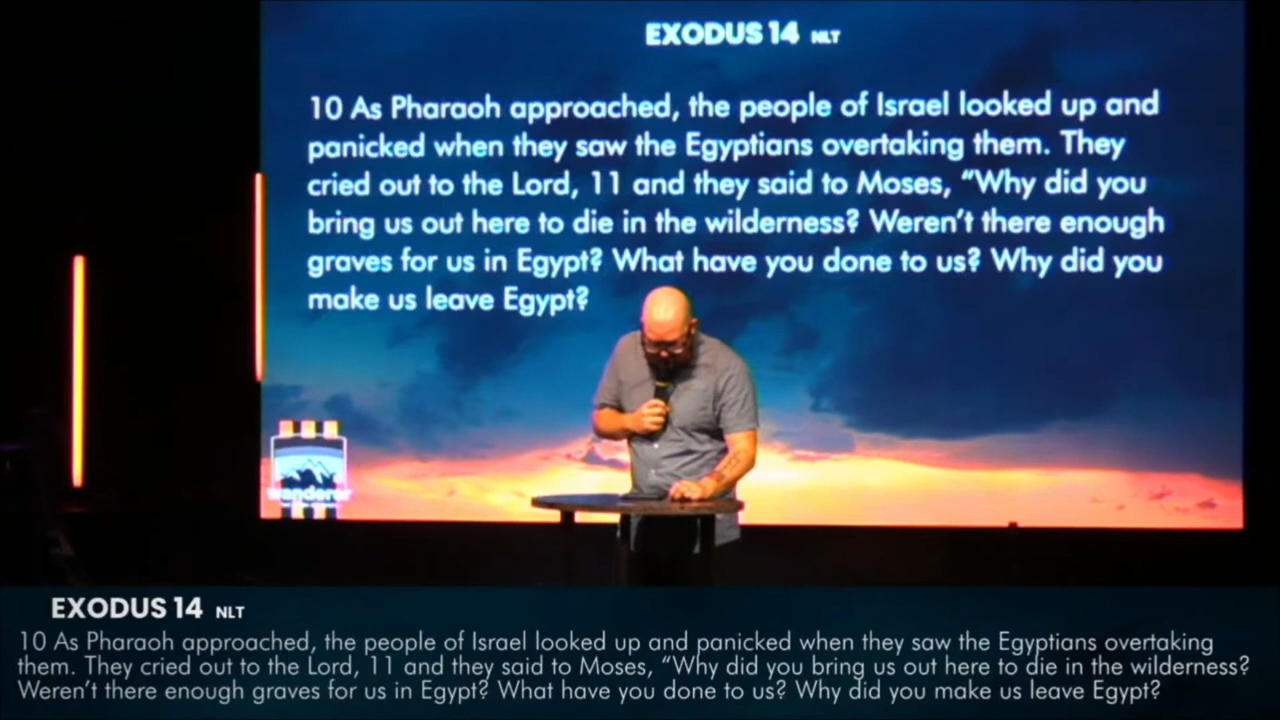 EXODUS 14 NLT
10 As Pharaoh approached, the people of Israel looked up and
panicked when they saw the Egyptians overtaking them. They
cried out to the Lord, 11 and they said to Moses, “Why did you
bring us out here to die in the wilderness? Weren’t there enough
graves for us in Egypt? What have you done to us? Why did you
make us leave Egypt?
wanderer
EXODUS 14 NLT
10 As Pharaoh approached, the people of Israel looked up and panicked when they saw the Egyptians overtaking
them. They cried out to the Lord, 11 and they said to Moses, “Why did you bring us out here to die in the wilderness?
Weren’t there enough graves for us in Egypt? What have you done to us? Why did you make us leave Egypt?